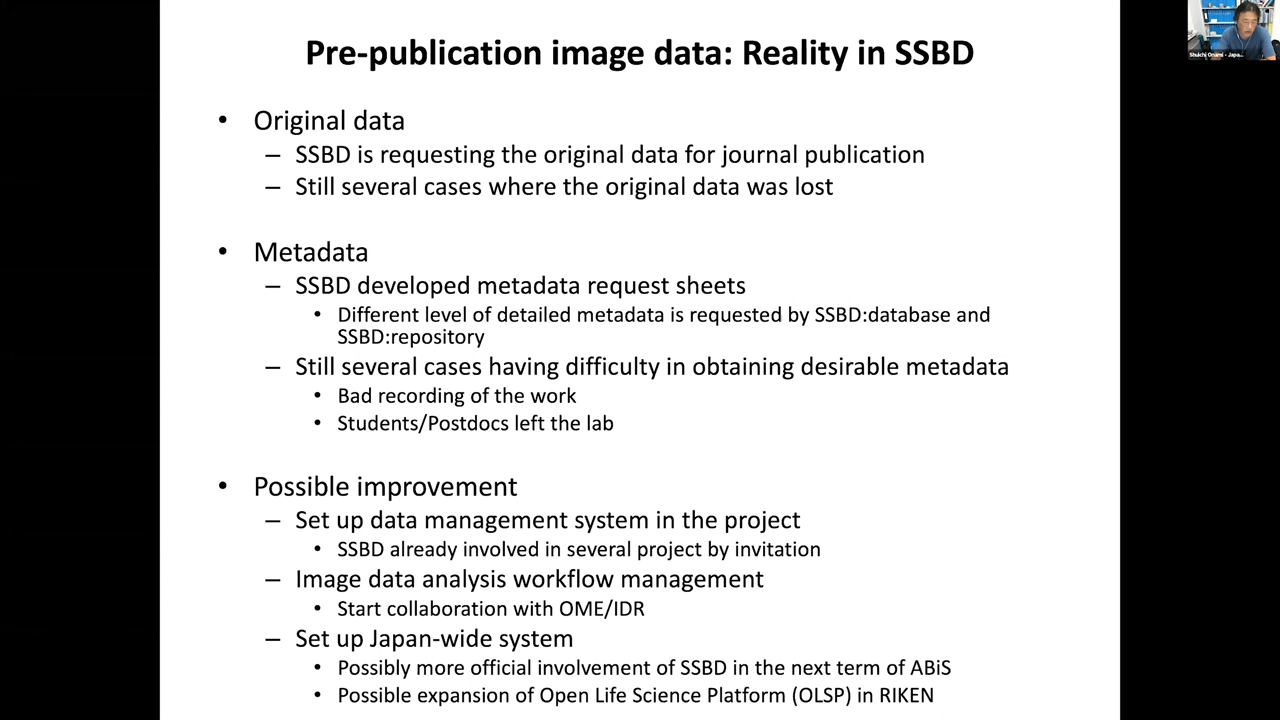 Pre-publication image data: Reality in SSBD
• Original data
– SSBD is requesting the original data for journal publication
– Still several cases where the original data was lost
• Metadata
– SSBD developed metadata request sheets
• Different level of detailed metadata is requested by SSBD:database and
SSBD:repository
– Still several cases having difficulty in obtaining desirable metadata
• Bad recording of the work
• Students/Postdocs left the lab
• Possible improvement
– Set up data management system in the project
• SSBD already involved in several project by invitation
– Image data analysis workflow management
• Start collaboration with OME/IDR
– Set up Japan-wide system
• Possibly more official involvement of SSBD in the next term of ABiS
• Possible expansion of Open Life Science Platform (OLSP) in RIKEN
Shuichi Onami - Japa...